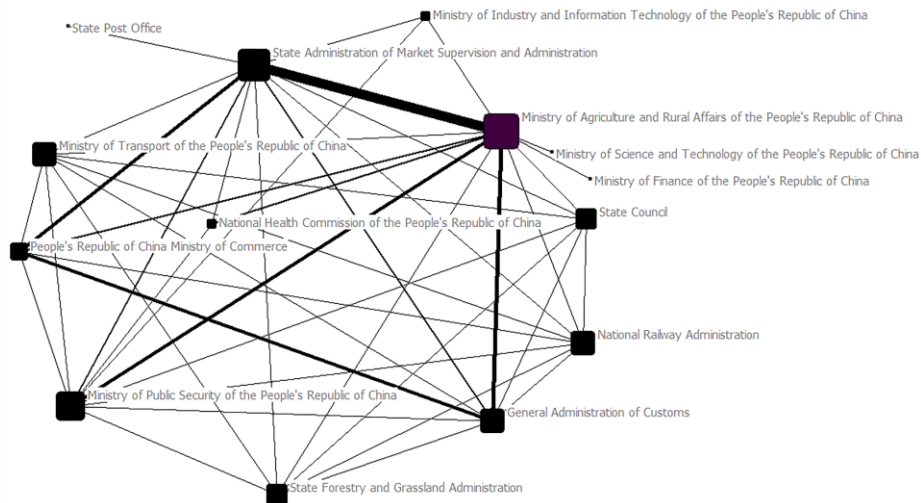 Ministry of Industry and Information Technology of the People's Republic of China
State Post Office
State Administration of Market Supervision and Administration
Ministry of Agriculture and Rural Affairs of the People's Republic of China
Ministry of Transport of the People's Republic of China
Ministry of Science and Technology of the People's Republic of China
Ministry of Finance of the People's Republic of China
State Council
National Health Commission of the People's Republic of China
People's Republic of China Ministry of Commerce
National Railway Administration
Ministry of Public Security of the People's Republic of China
General Administration of Customs
State Forestry and Grassland Administration